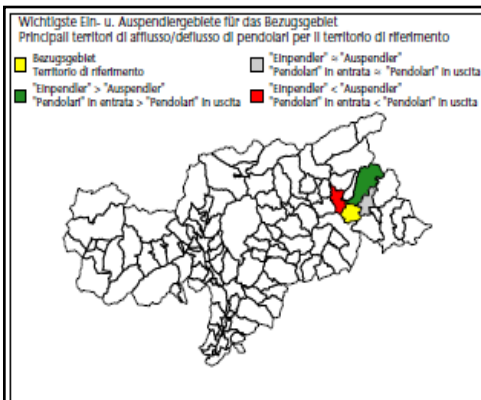 Wichtigste Ein- u. Auspendlergebiete für das Bezugsgebiet
Principali territori di afflusso/deflusso di pendolari per il territorio di riferimento
Bezugsgebiet
Territorio di riferimento
"Einpendler" > "Auspendler"
"Pendolari" in entrata > "Pendolari" in uscita
"Einpendler" ≈ "Auspendler"
"Pendolari" in entrata ≈ "Pendolari" in uscita
"Einpendler" < "Auspendler"
"Pendolari" in entrata < "Pendolari" in uscita